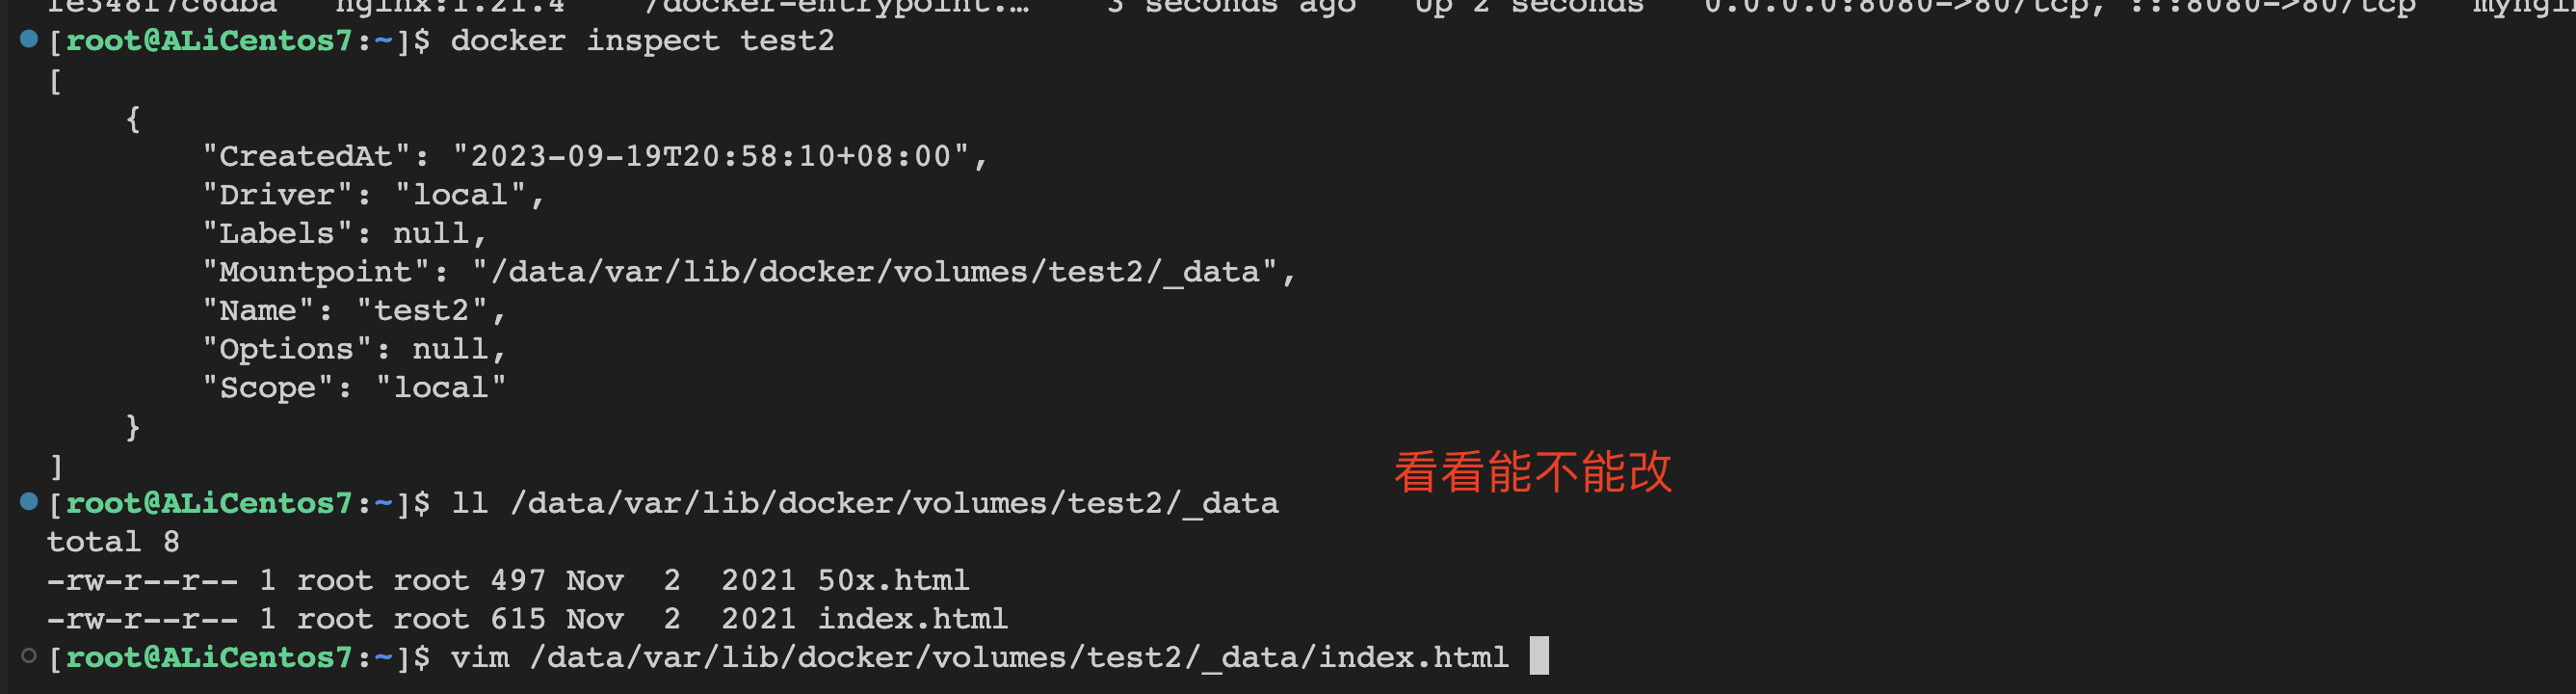 1e348f7c6dba   nginx:1.21.4   "/docker-entrypoint.…   3 seconds ago   Up 2 seconds   0.0.0.0:8080->80/tcp, :::8080->80/tcp
[root@ALiCentos7:~]$ docker inspect test2
[
    {
        "CreatedAt": "2023-09-19T20:58:10+08:00",
        "Driver": "local",
        "Labels": null,
        "Mountpoint": "/data/var/lib/docker/volumes/test2/_data",
        "Name": "test2",
        "Options": null,
        "Scope": "local"
    }
]
看看能不能改
[root@ALiCentos7:~]$ ll /data/var/lib/docker/volumes/test2/_data
total 8
-rw-r--r-- 1 root root 497 Nov  2  2021 50x.html
-rw-r--r-- 1 root root 615 Nov  2  2021 index.html
[root@ALiCentos7:~]$ vim /data/var/lib/docker/volumes/test2/_data/index.html